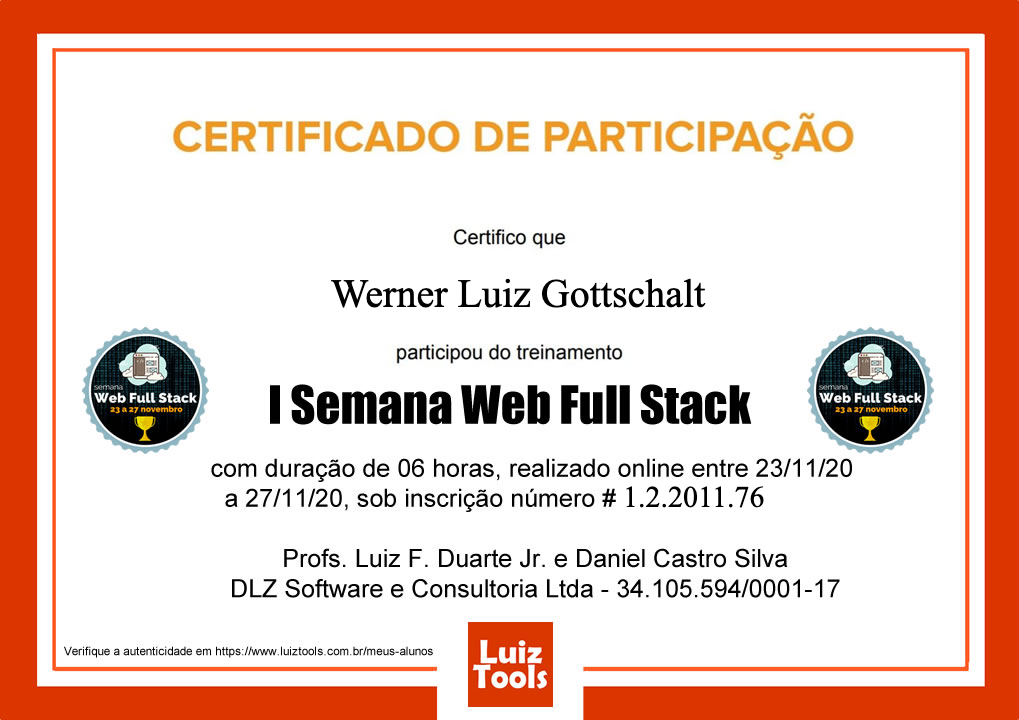 CERTIFICADO DE PARTICIPAÇÃO
Certifico que
Werner Luiz Gottschalt
participou do treinamento
I Semana Web Full Stack
semana
Web Full Stack
23 a 27 novembro
semana
Web Full Stack
23 a 27 novembro
com duração de 06 horas, realizado online entre 23/11/20
a 27/11/20, sob inscrição número # 1.2.2011.76
Profs. Luiz F. Duarte Jr. e Daniel Castro Silva
DLZ Software e Consultoria Ltda - 34.105.594/0001-17
Verifique a autenticidade em https://www.luiztools.com.br/meus-alunos
Luiz
Tools